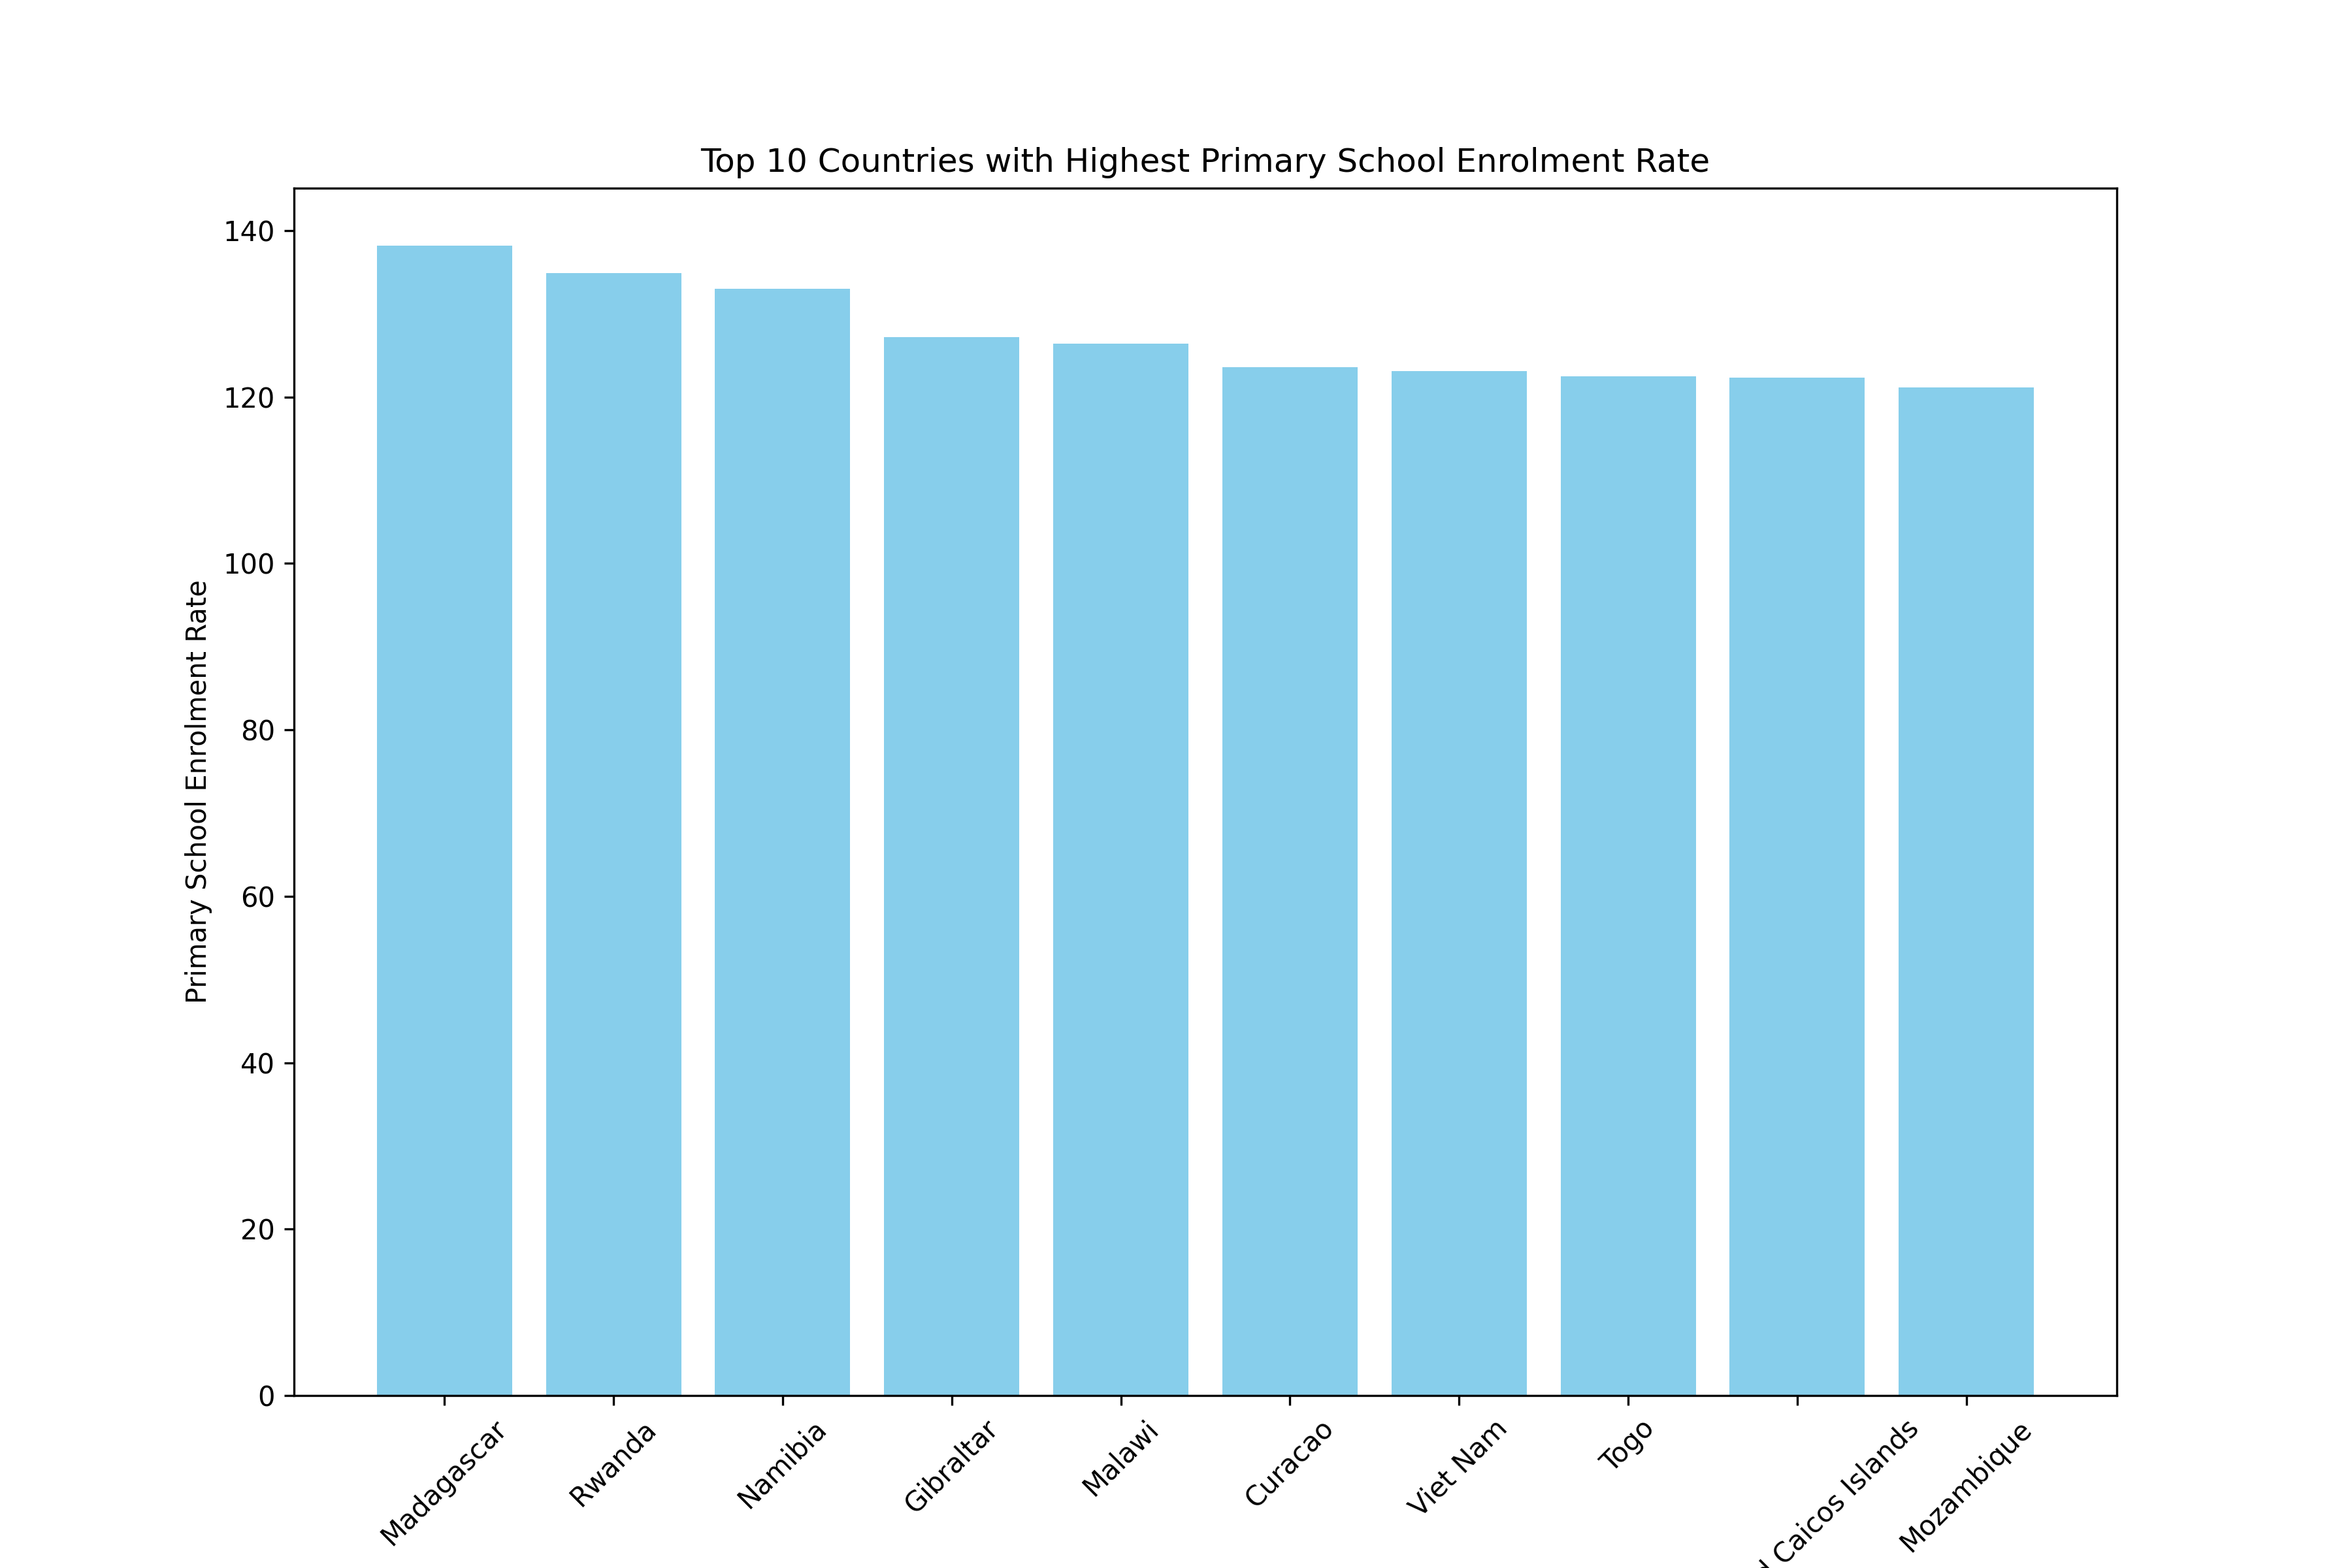 Top 10 Countries with Highest Primary School Enrolment Rate
Primary School Enrolment Rate
140
120
100
80
60
40
20
0
Madagascar
Rwanda
Namibia
Gibraltar
Malawi
Curacao
Viet Nam
Togo
Caicos Islands
Mozambique